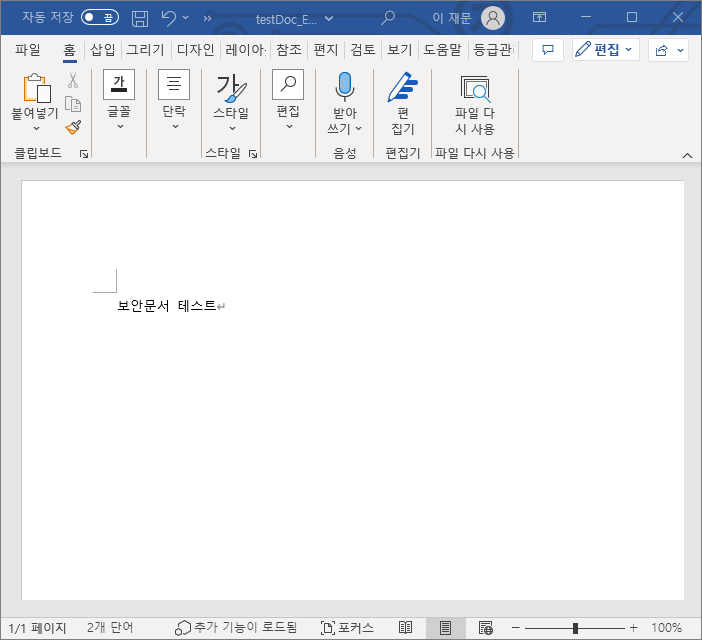 자동 저장 끔 testDoc_E... 이 재문
파일 홈 삽입 그리기 디자인 레이아 참조 편지 검토 보기 도움말 등급관 편집
붙여넣기 가 글꼴 단락 가 스타일 편집 받아쓰기 편집기 파일 다시 사용
클립보드 스타일 음성 편집기 파일 다시 사용
보안문서 테스트
1/1 페이지 2개 단어 추가 기능이 로드됨 포커스 100%